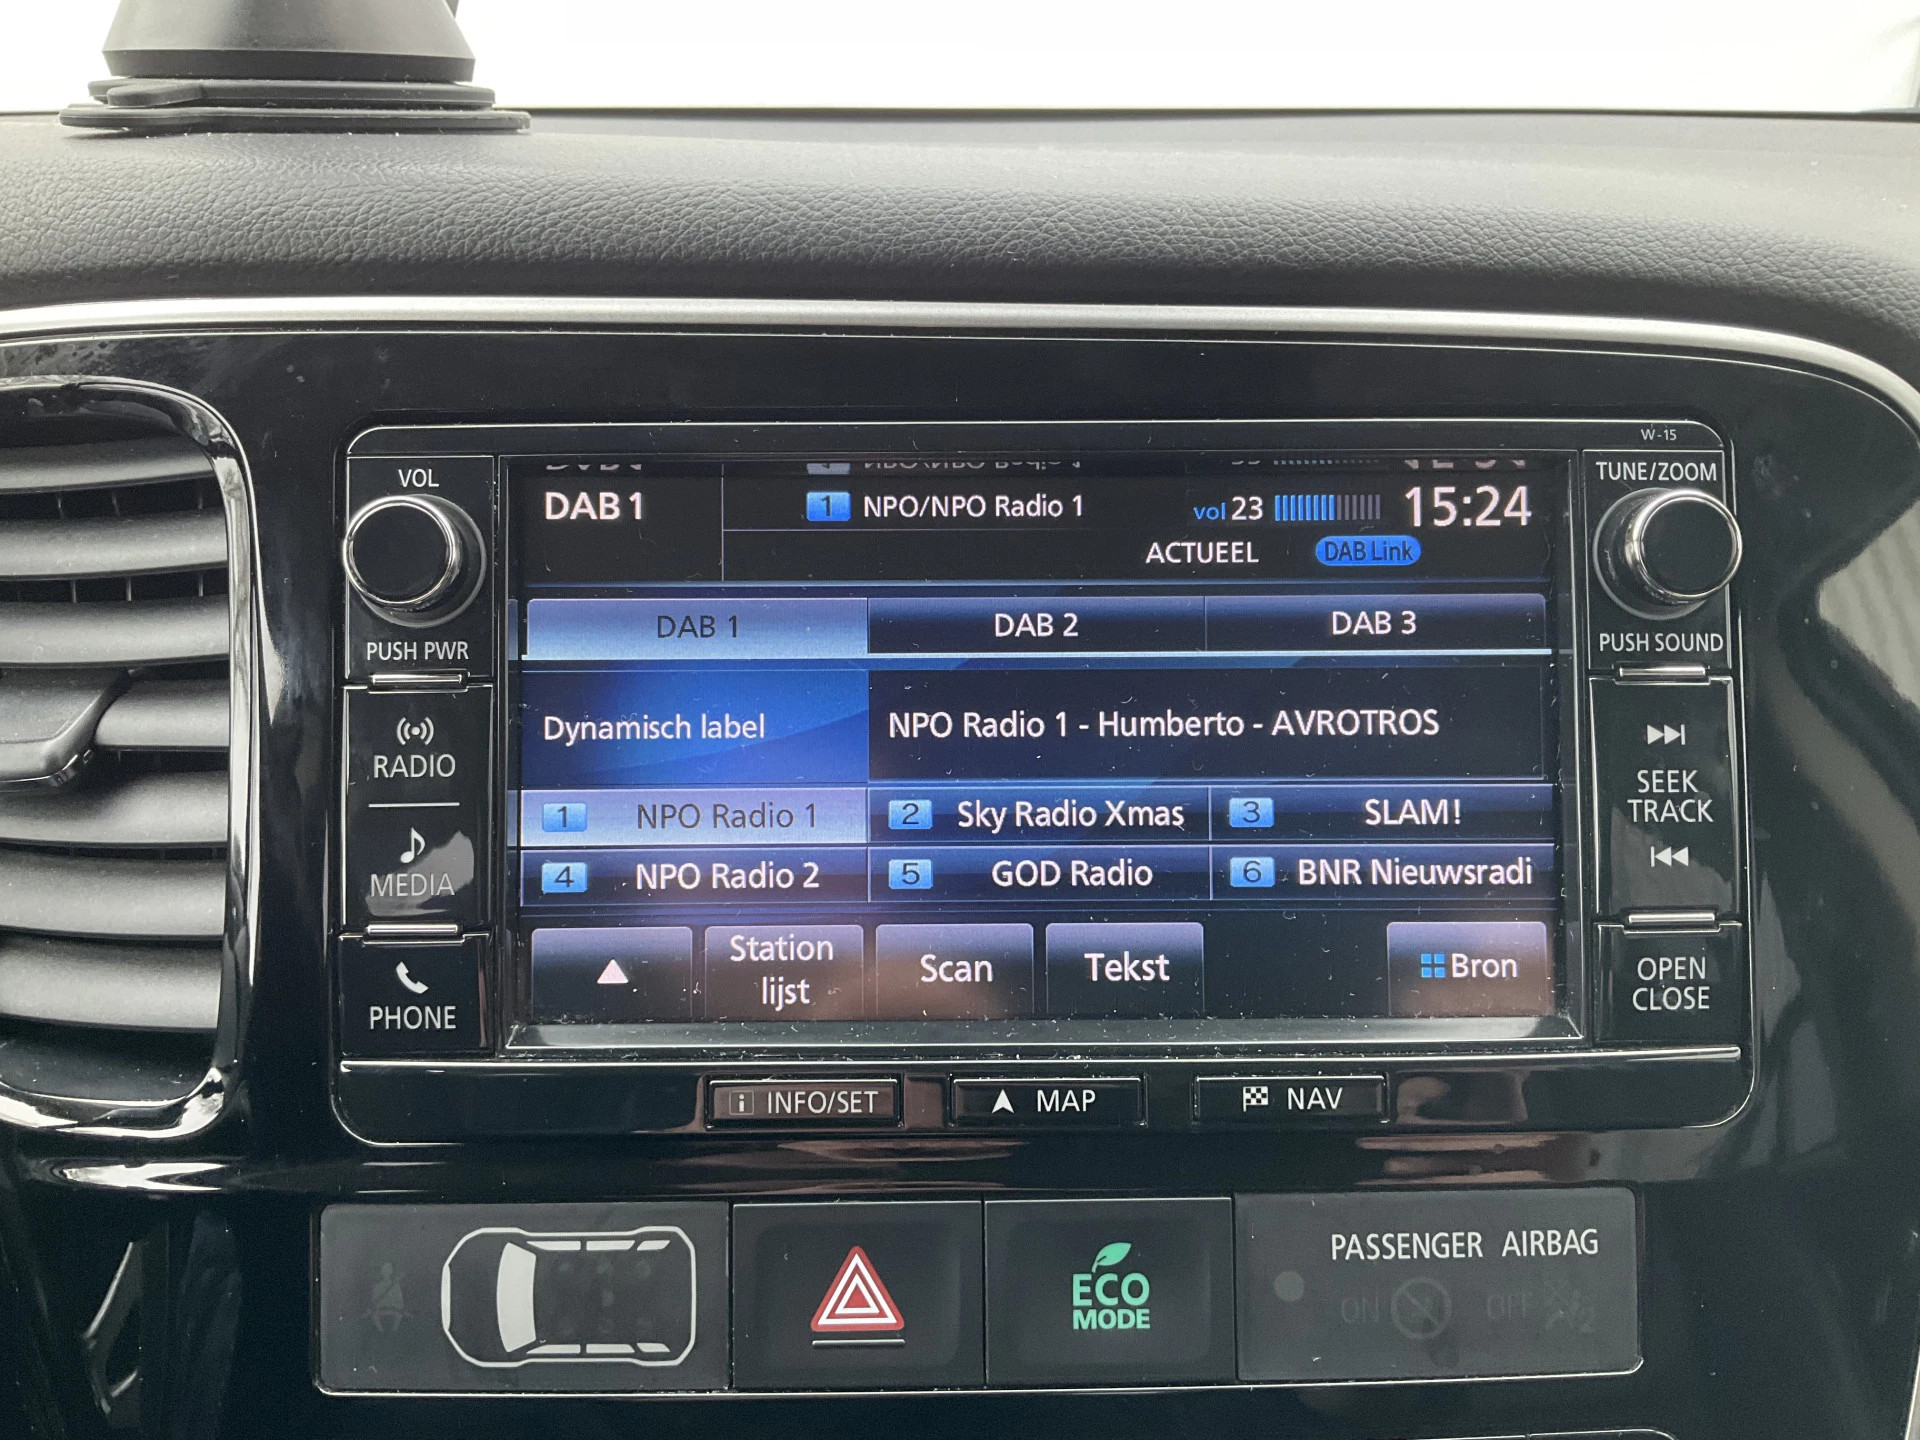 W-15
VOL
TUNE/ZOOM
DAB 1
1 NPO/NPO Radio 1
vol 23
15:24
ACTUEEL
DAB Link
PUSH PWR
PUSH SOUND
DAB 1
DAB 2
DAB 3
Dynamisch label
NPO Radio 1 - Humberto - AVROTROS
RADIO
SEEK
TRACK
1 NPO Radio 1
2 Sky Radio Xmas
3 SLAM!
MEDIA
4 NPO Radio 2
5 GOD Radio
6 BNR Nieuwsradi
Station
lijst
Scan
Tekst
Bron
PHONE
OPEN
CLOSE
i INFO/SET
MAP
NAV
PASSENGER AIRBAG
ECO
MODE
ON
OFF